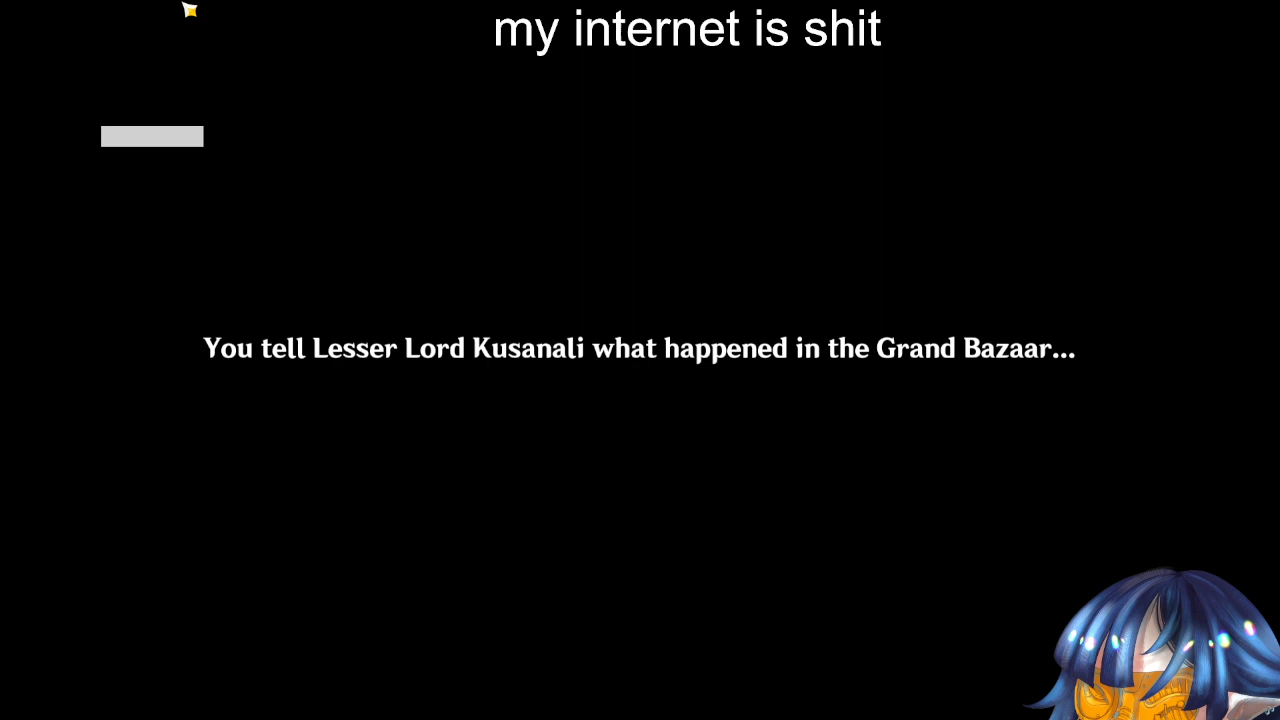 my internet is shit
You tell Lesser Lord Kusanali what happened in the Grand Bazaar...